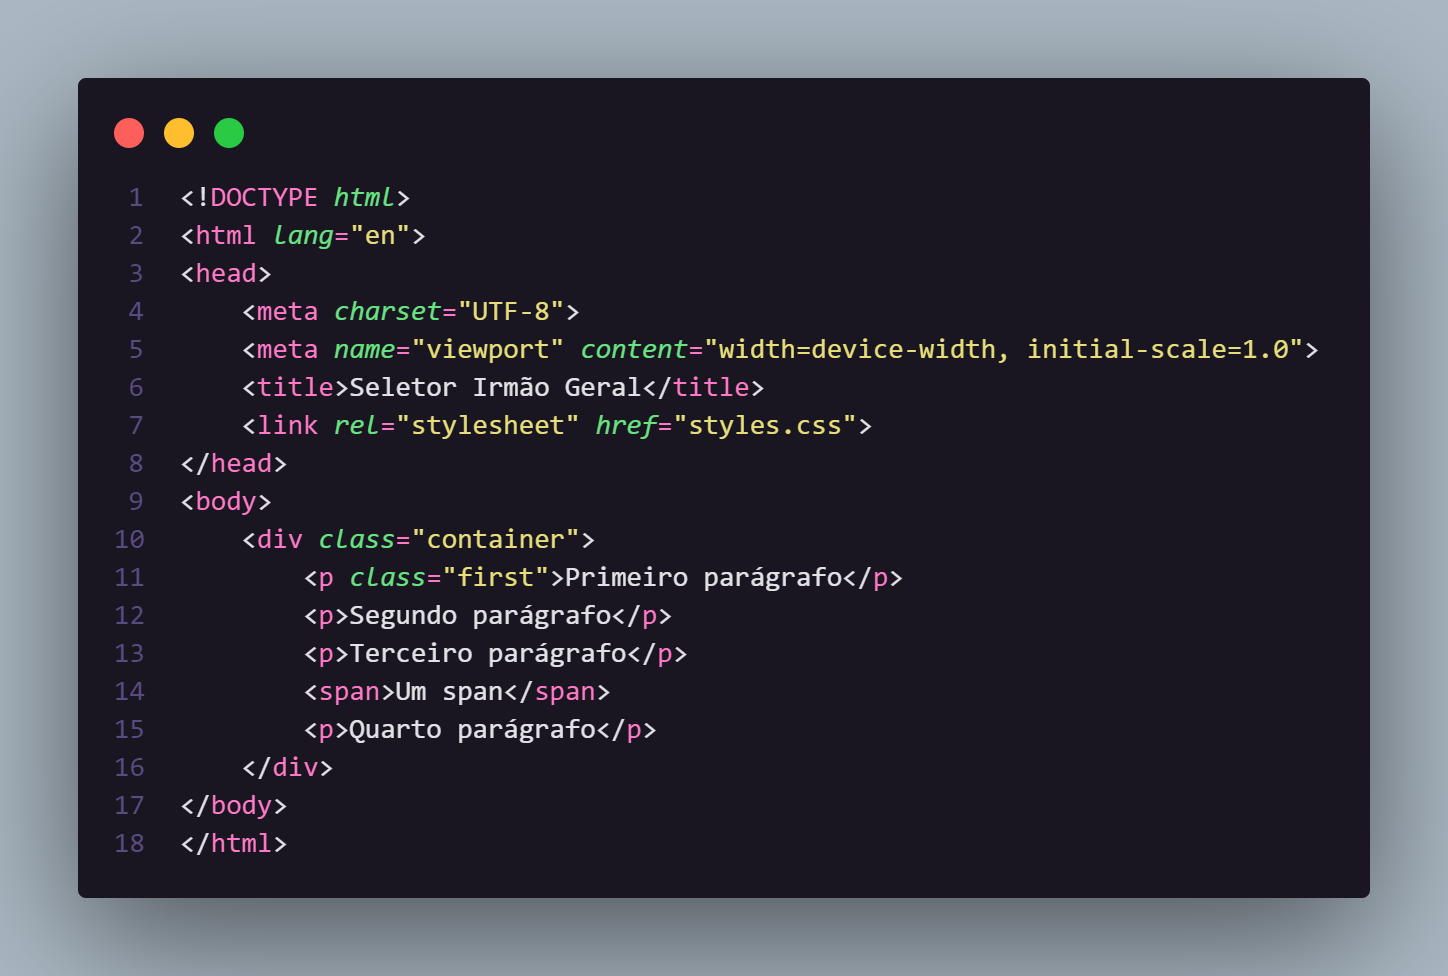 1 <!DOCTYPE html>
2 <html lang="en">
3 <head>
4     <meta charset="UTF-8">
5     <meta name="viewport" content="width=device-width, initial-scale=1.0">
6     <title>Seletor Irmão Geral</title>
7     <link rel="stylesheet" href="styles.css">
8 </head>
9 <body>
10     <div class="container">
11         <p class="first">Primeiro parágrafo</p>
12         <p>Segundo parágrafo</p>
13         <p>Terceiro parágrafo</p>
14         <span>Um span</span>
15         <p>Quarto parágrafo</p>
16     </div>
17 </body>
18 </html>